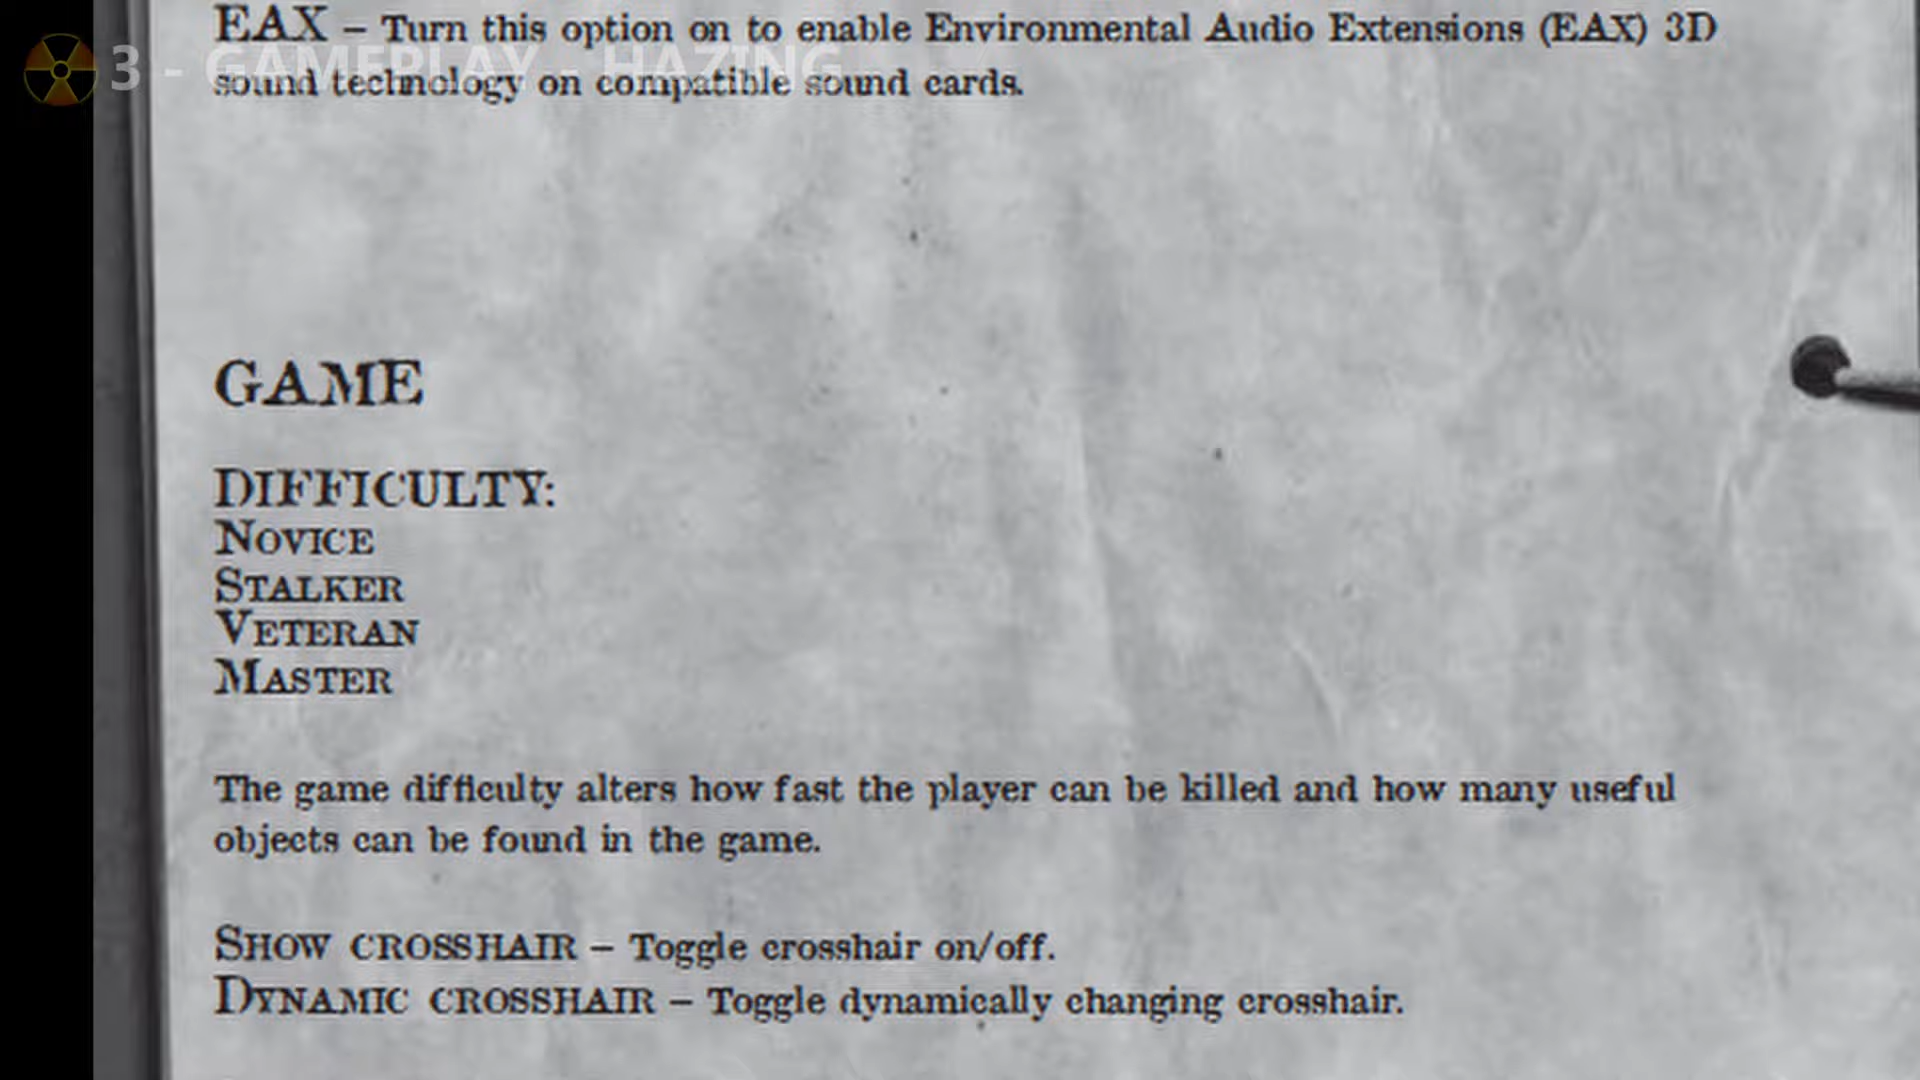 EAX – Turn this option on to enable Environmental Audio Extensions (EAX) 3D
3 - GAMEPLAY - HAZING
sound technology on compatible sound cards.
GAME
DIFFICULTY:
NOVICE
STALKER
VETERAN
MASTER
The game difficulty alters how fast the player can be killed and how many useful
objects can be found in the game.
SHOW CROSSHAIR – Toggle crosshair on/off.
DYNAMIC CROSSHAIR – Toggle dynamically changing crosshair.